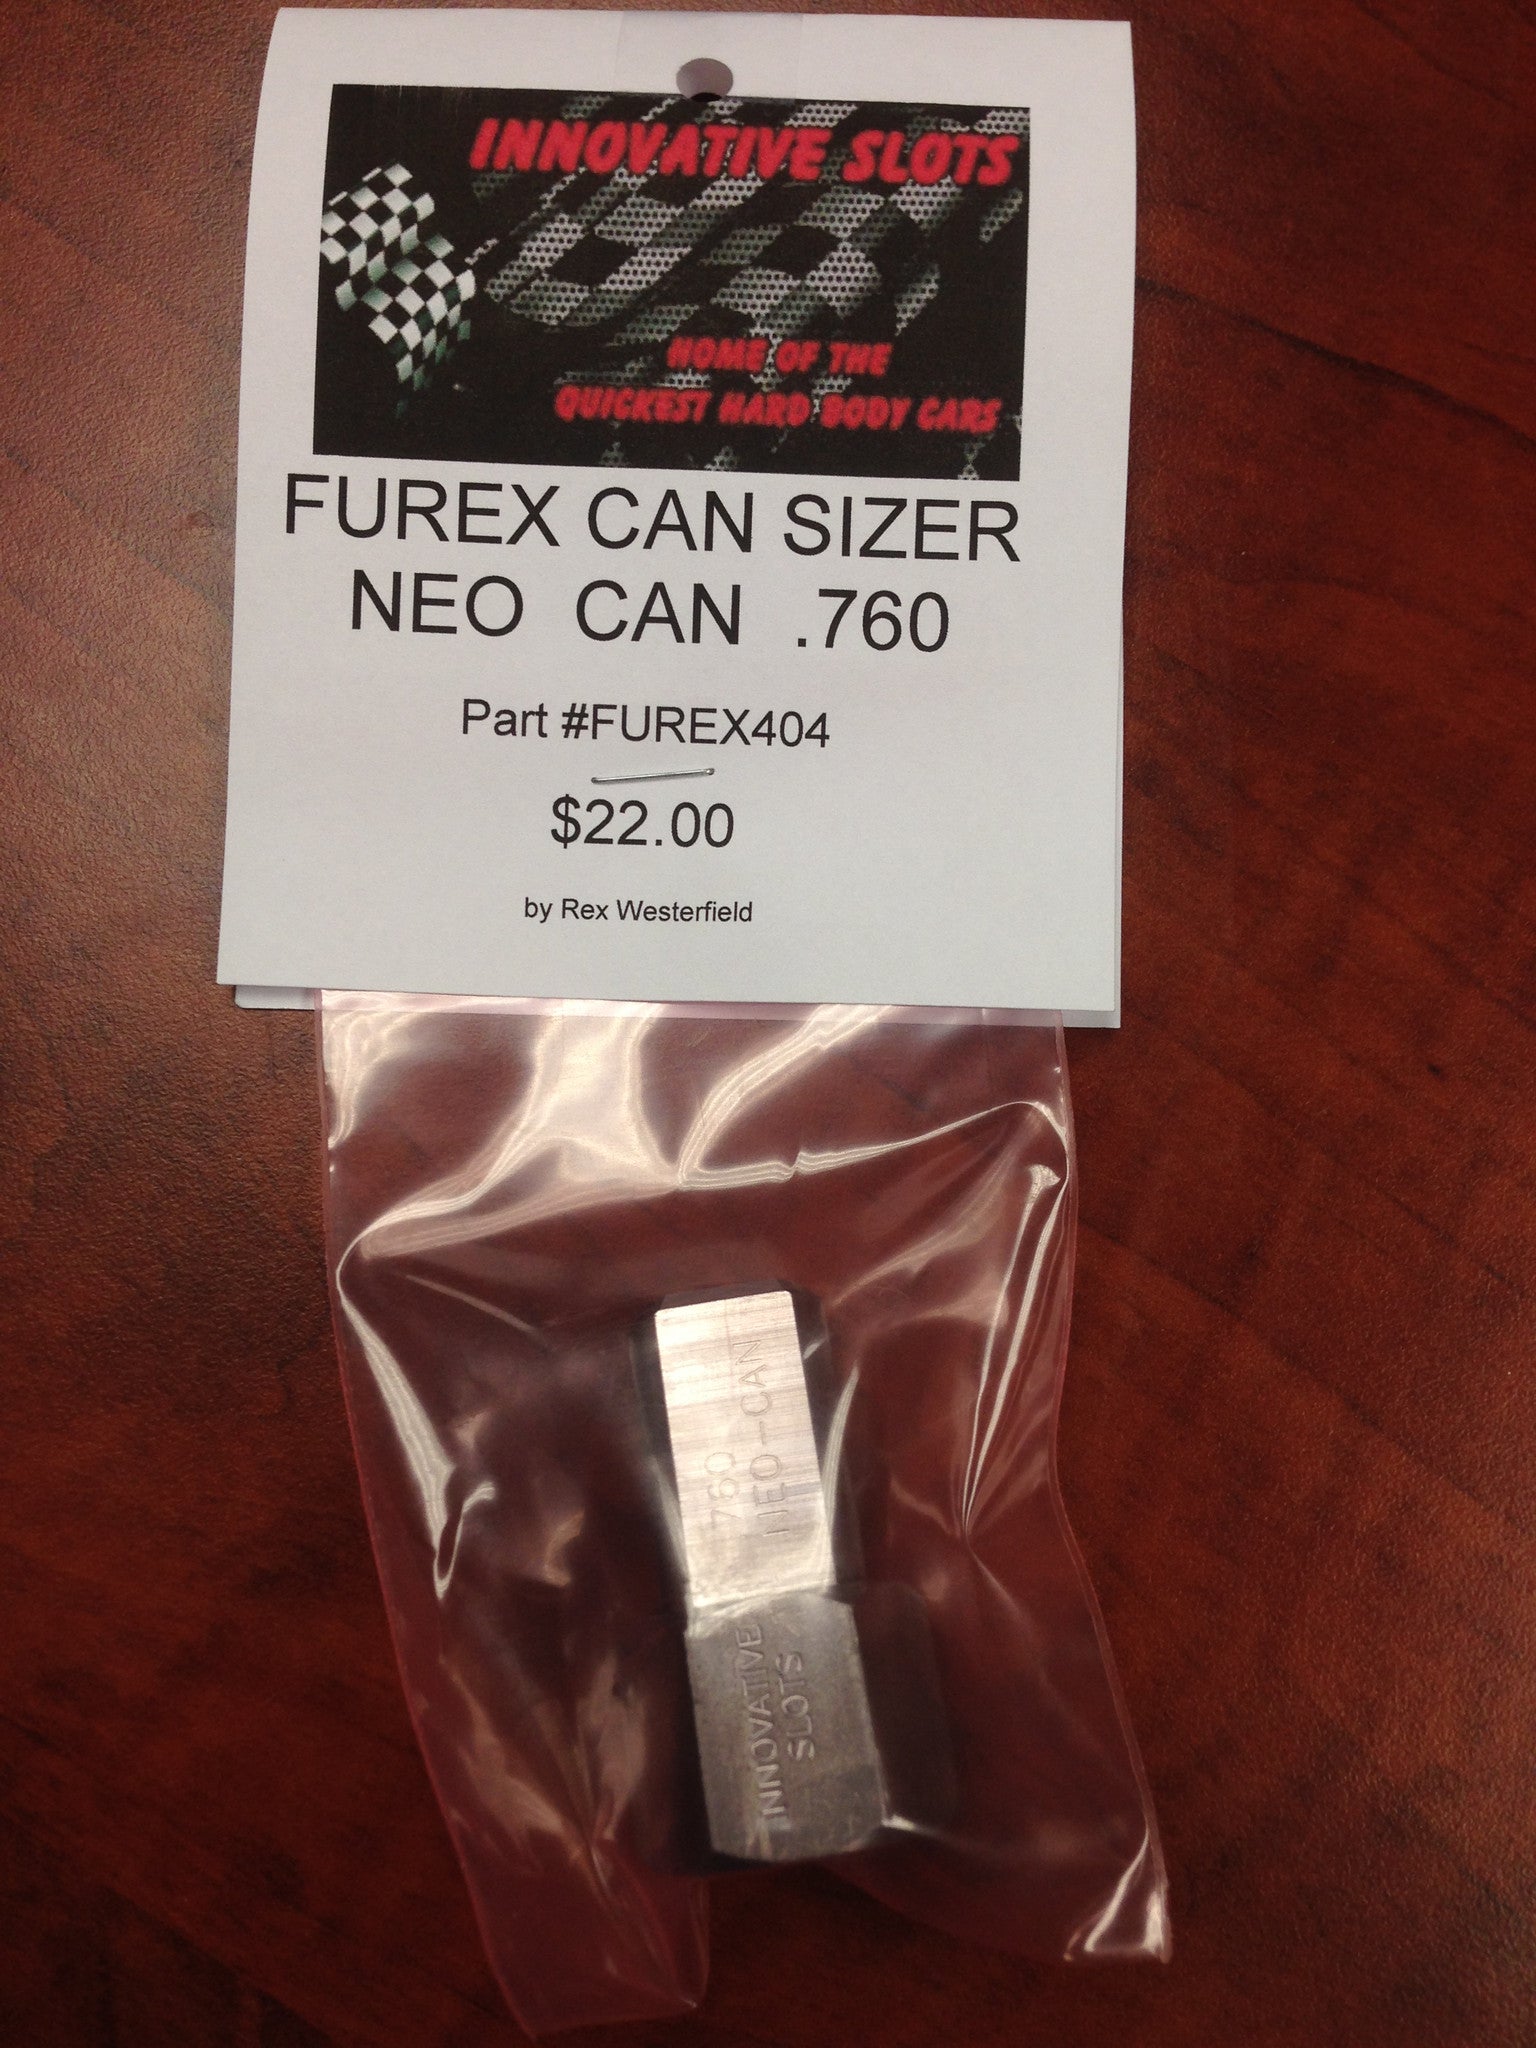 INNOVATIVE SLOTS
HOME OF THE
QUICKEST HARD BODY CARS
FUREX CAN SIZER
NEO CAN .760
Part #FUREX404
$22.00
by Rex Westerfield
760
NEO-CAN
INNOVATIVE
SLOTS